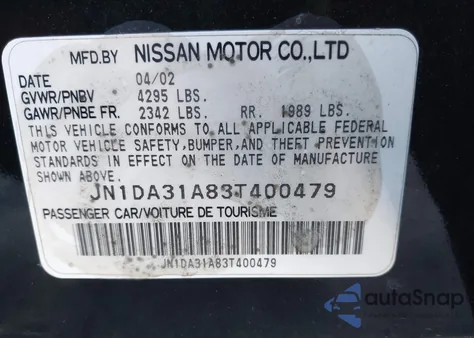 MFD.BY NISSAN MOTOR CO.,LTD
DATE 04/02
GVWR/PNBV 4295 LBS.
GAWR/PNBE FR. 2342 LBS. RR. 1989 LBS.
THIS VEHICLE CONFORMS TO ALL APPLICABLE FEDERAL
MOTOR VEHICLE SAFETY, BUMPER, AND THEFT PREVENTION
STANDARDS IN EFFECT ON THE DATE OF MANUFACTURE
SHOWN ABOVE.
JN1DA31A83T400479
PASSENGER CAR/VOITURE DE TOURISME
JN1DA31A83T400479
autoSnap